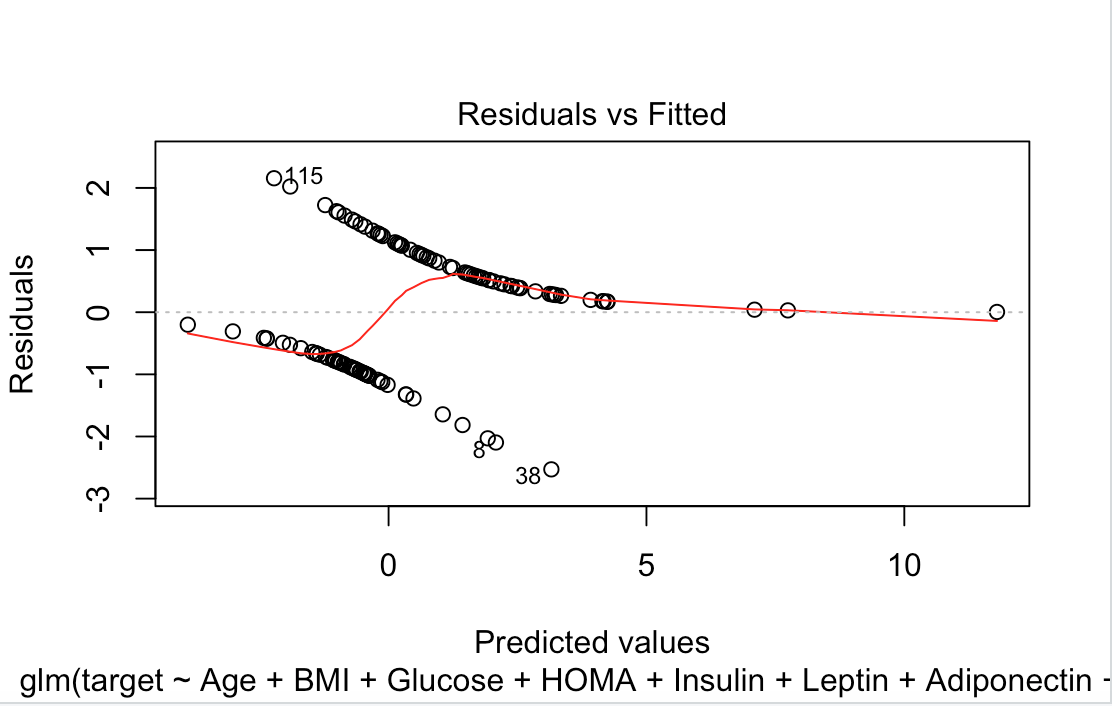 Residuals vs Fitted
Residuals
2
1
0
-1
-2
-3
115
8
38
0 5 10
Predicted values
glm(target ~ Age + BMI + Glucose + HOMA + Insulin + Leptin + Adiponectin -